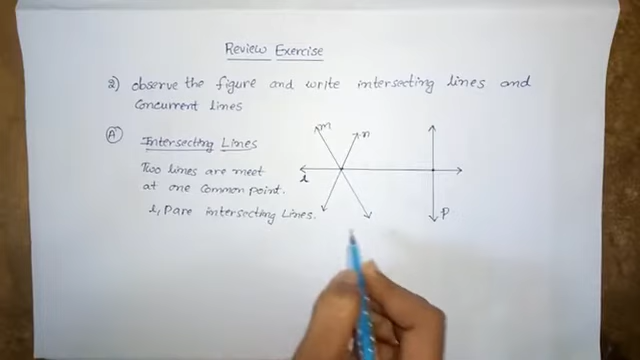 Review Exercise
2) observe the figure and write intersecting lines and
Concurrent lines
A) Intersecting Lines
Two lines are meet
at one common point.
l, p are intersecting Lines.
m
n
l
p